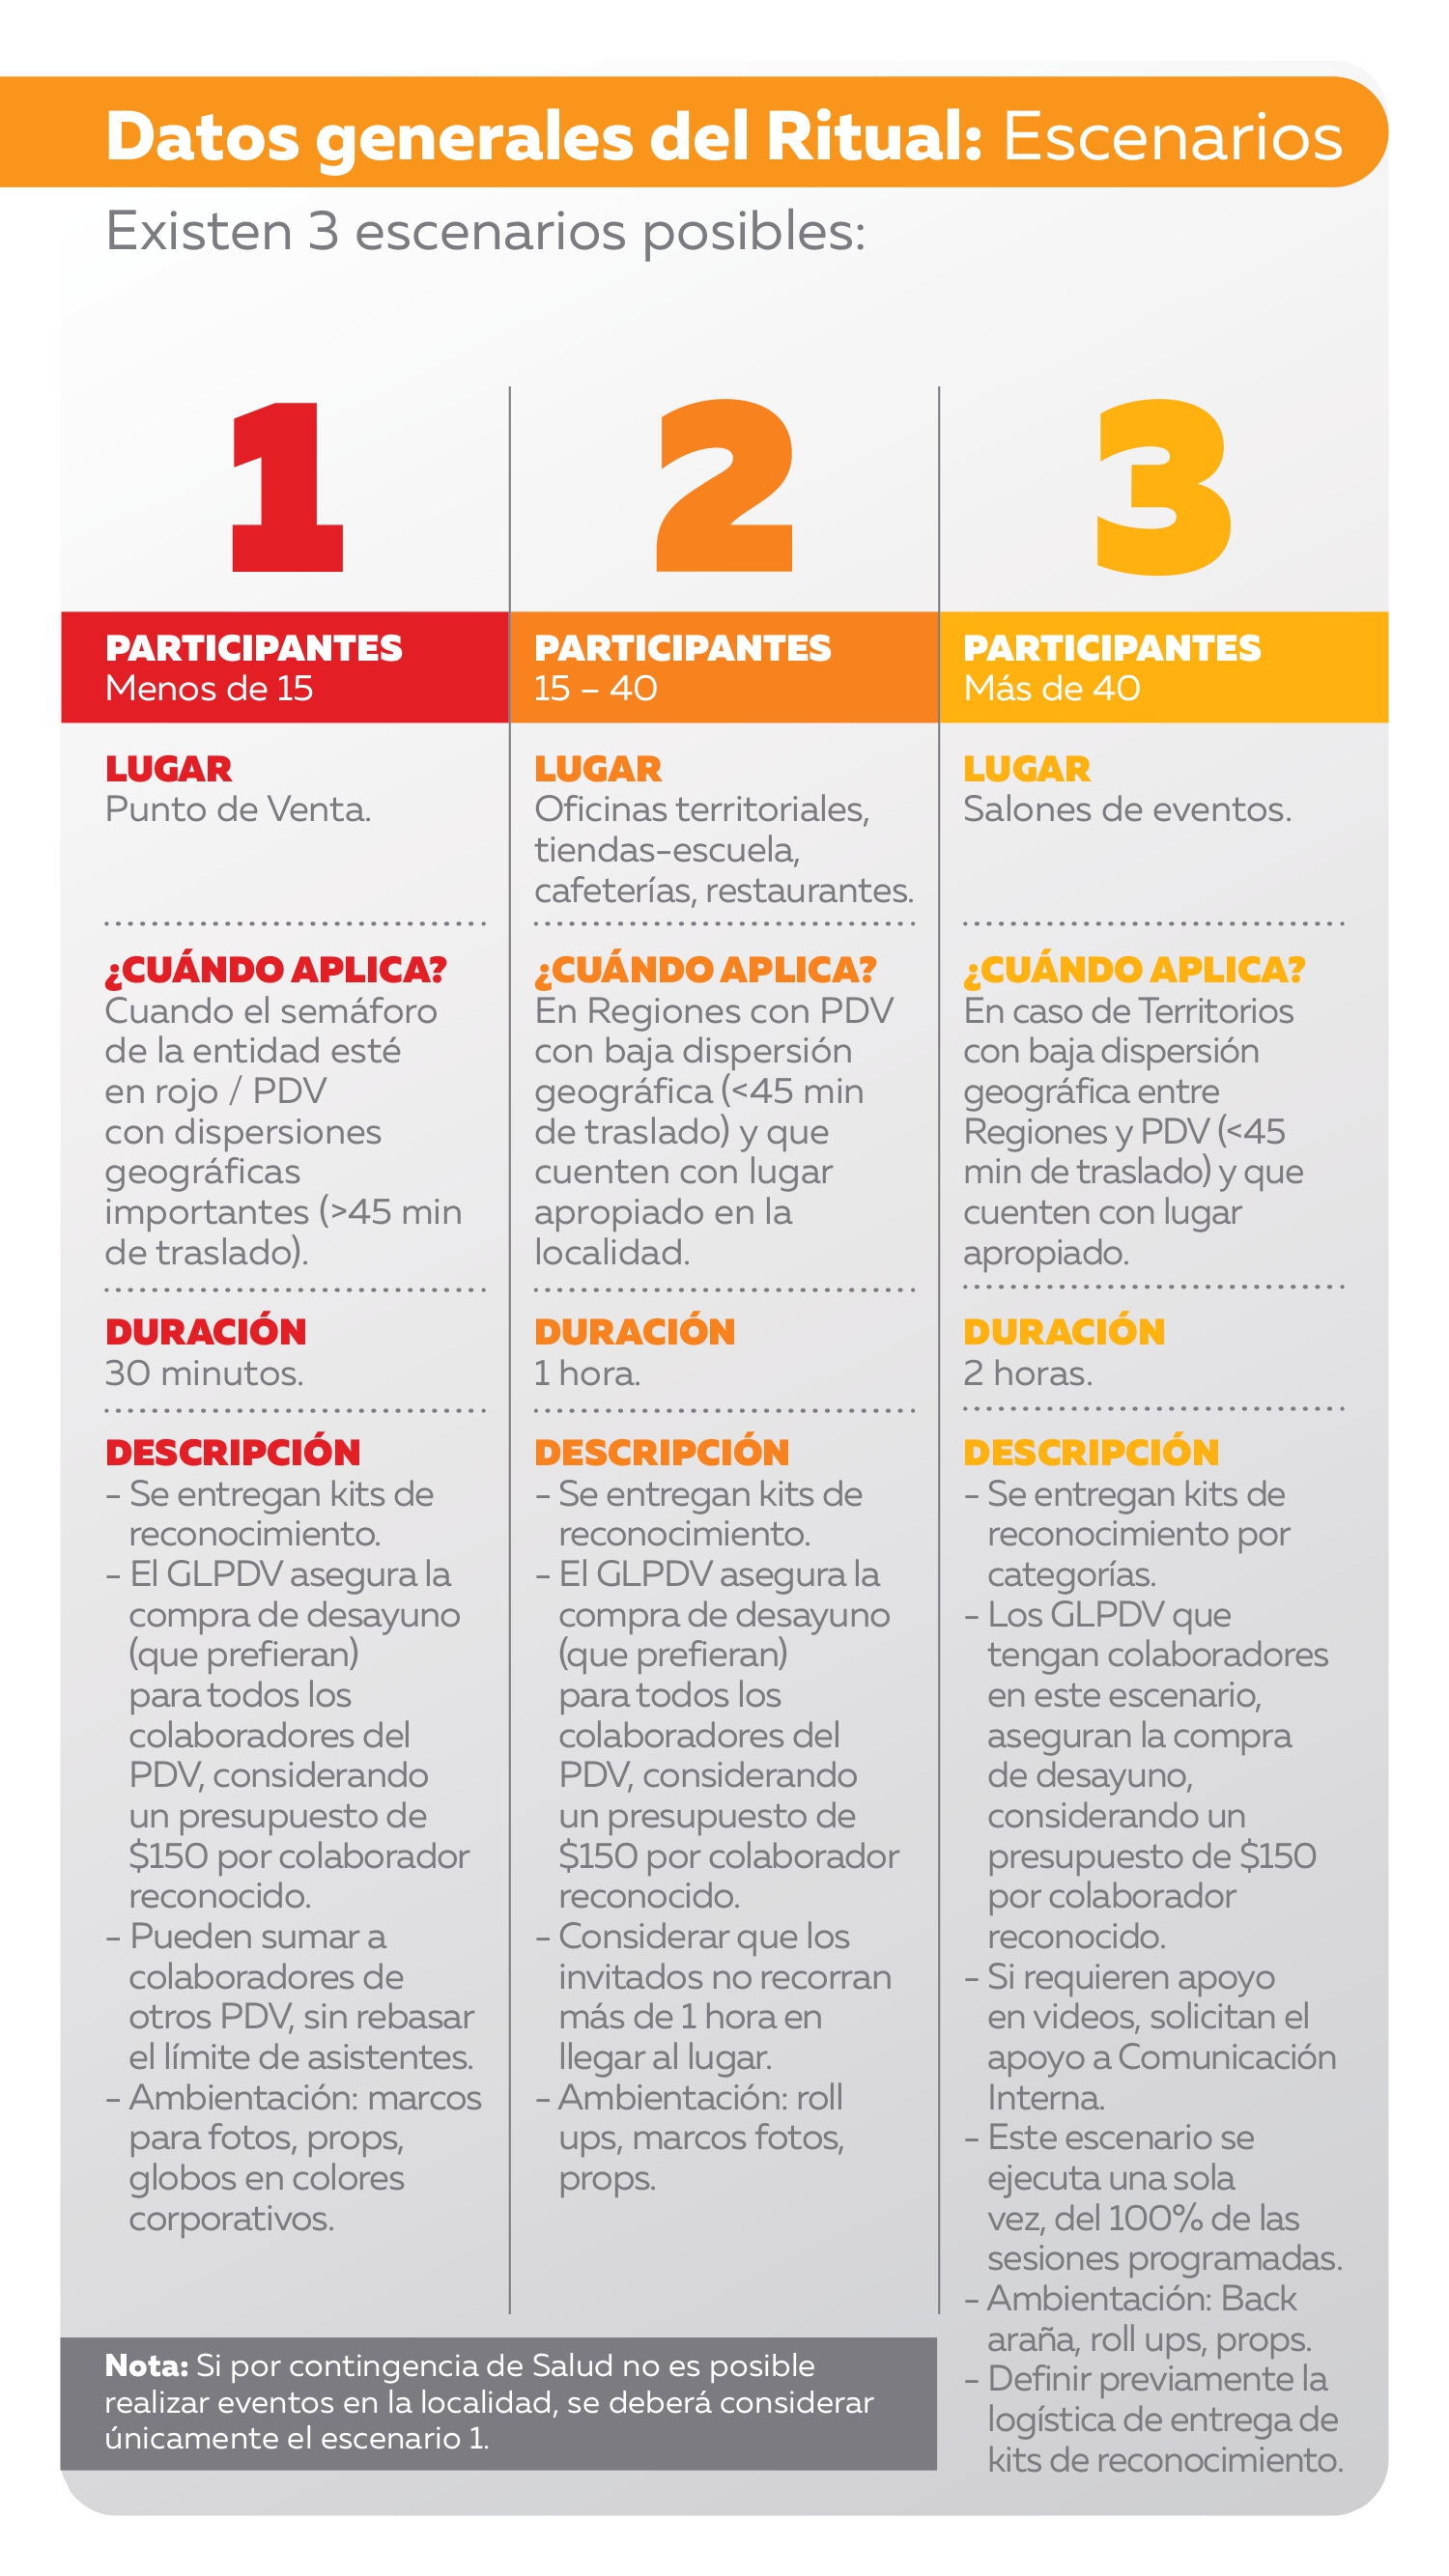 Datos generales del Ritual: Escenarios
Existen 3 escenarios posibles:
1
PARTICIPANTES
Menos de 15
LUGAR
Punto de Venta.
¿CUÁNDO APLICA?
Cuando el semáforo
de la entidad esté
en rojo / PDV
con dispersiones
geográficas
importantes (>45 min
de traslado).
DURACIÓN
30 minutos.
DESCRIPCIÓN
- Se entregan kits de
reconocimiento.
- El GLPDV asegura la
compra de desayuno
(que prefieran)
para todos los
colaboradores del
PDV, considerando
un presupuesto de
$150 por colaborador
reconocido.
- Pueden sumar a
colaboradores de
otros PDV, sin rebasar
el límite de asistentes.
- Ambientación: marcos
para fotos, props,
globos en colores
corporativos.
2
PARTICIPANTES
15 – 40
LUGAR
Oficinas territoriales,
tiendas-escuela,
cafeterías, restaurantes.
¿CUÁNDO APLICA?
En Regiones con PDV
con baja dispersión
geográfica (<45 min
de traslado) y que
cuenten con lugar
apropiado en la
localidad.
DURACIÓN
1 hora.
DESCRIPCIÓN
- Se entregan kits de
reconocimiento.
- El GLPDV asegura la
compra de desayuno
(que prefieran)
para todos los
colaboradores del
PDV, considerando
un presupuesto de
$150 por colaborador
reconocido.
- Considerar que los
invitados no recorran
más de 1 hora en
llegar al lugar.
- Ambientación: roll
ups, marcos fotos,
props.
3
PARTICIPANTES
Más de 40
LUGAR
Salones de eventos.
¿CUÁNDO APLICA?
En caso de Territorios
con baja dispersión
geográfica entre
Regiones y PDV (<45
min de traslado) y que
cuenten con lugar
apropiado.
DURACIÓN
2 horas.
DESCRIPCIÓN
- Se entregan kits de
reconocimiento por
categorías.
- Los GLPDV que
tengan colaboradores
en este escenario,
aseguran la compra
de desayuno,
considerando un
presupuesto de $150
por colaborador
reconocido.
- Si requieren apoyo
en videos, solicitan el
apoyo a Comunicación
Interna.
- Este escenario se
ejecuta una sola
vez, del 100% de las
sesiones programadas.
- Ambientación: Back
araña, roll ups, props.
- Definir previamente la
logística de entrega de
kits de reconocimiento.
Nota: Si por contingencia de Salud no es posible
realizar eventos en la localidad, se deberá considerar
únicamente el escenario 1.